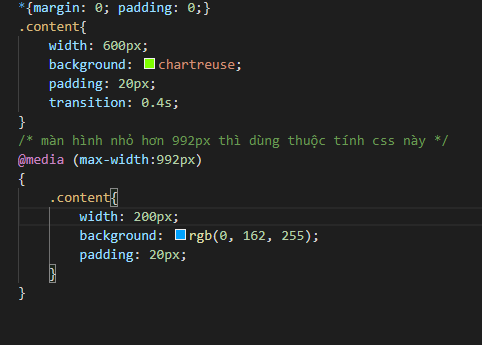 *{margin: 0; padding: 0;}
.content{
width: 600px;
background: chartreuse;
padding: 20px;
transition: 0.4s;
}
/* màn hình nhỏ hơn 992px thì dùng thuộc tính css này */
@media (max-width:992px)
{
.content{
width: 200px;
background: rgb(0, 162, 255);
padding: 20px;
}
}